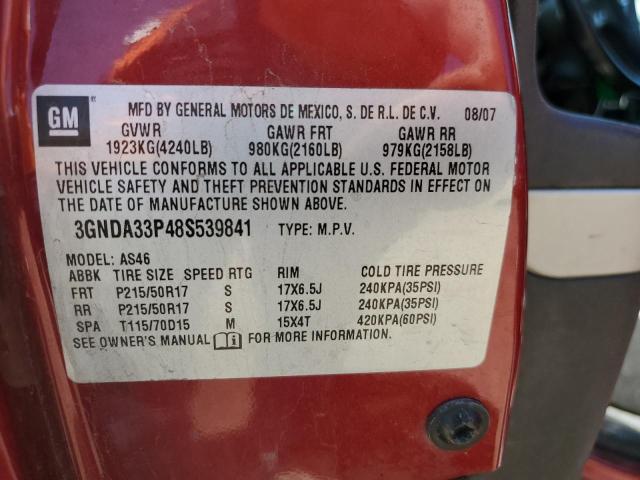 GM
MFD BY GENERAL MOTORS DE MEXICO, S. DE R.L. DE C.V. 08/07
GVWR GAWR FRT GAWR RR
1923KG(4240LB) 980KG(2160LB) 979KG(2158LB)
THIS VEHICLE CONFORMS TO ALL APPLICABLE U.S. FEDERAL MOTOR
VEHICLE SAFETY AND THEFT PREVENTION STANDARDS IN EFFECT ON
THE DATE OF MANUFACTURE SHOWN ABOVE.
3GNDA33P48S539841 TYPE: M.P.V.
MODEL: AS46
ABBK TIRE SIZE SPEED RTG RIM COLD TIRE PRESSURE
FRT P215/50R17 S 17X6.5J 240KPA(35PSI)
RR P215/50R17 S 17X6.5J 240KPA(35PSI)
SPA T115/70D15 M 15X4T 420KPA(60PSI)
SEE OWNER'S MANUAL FOR MORE INFORMATION.